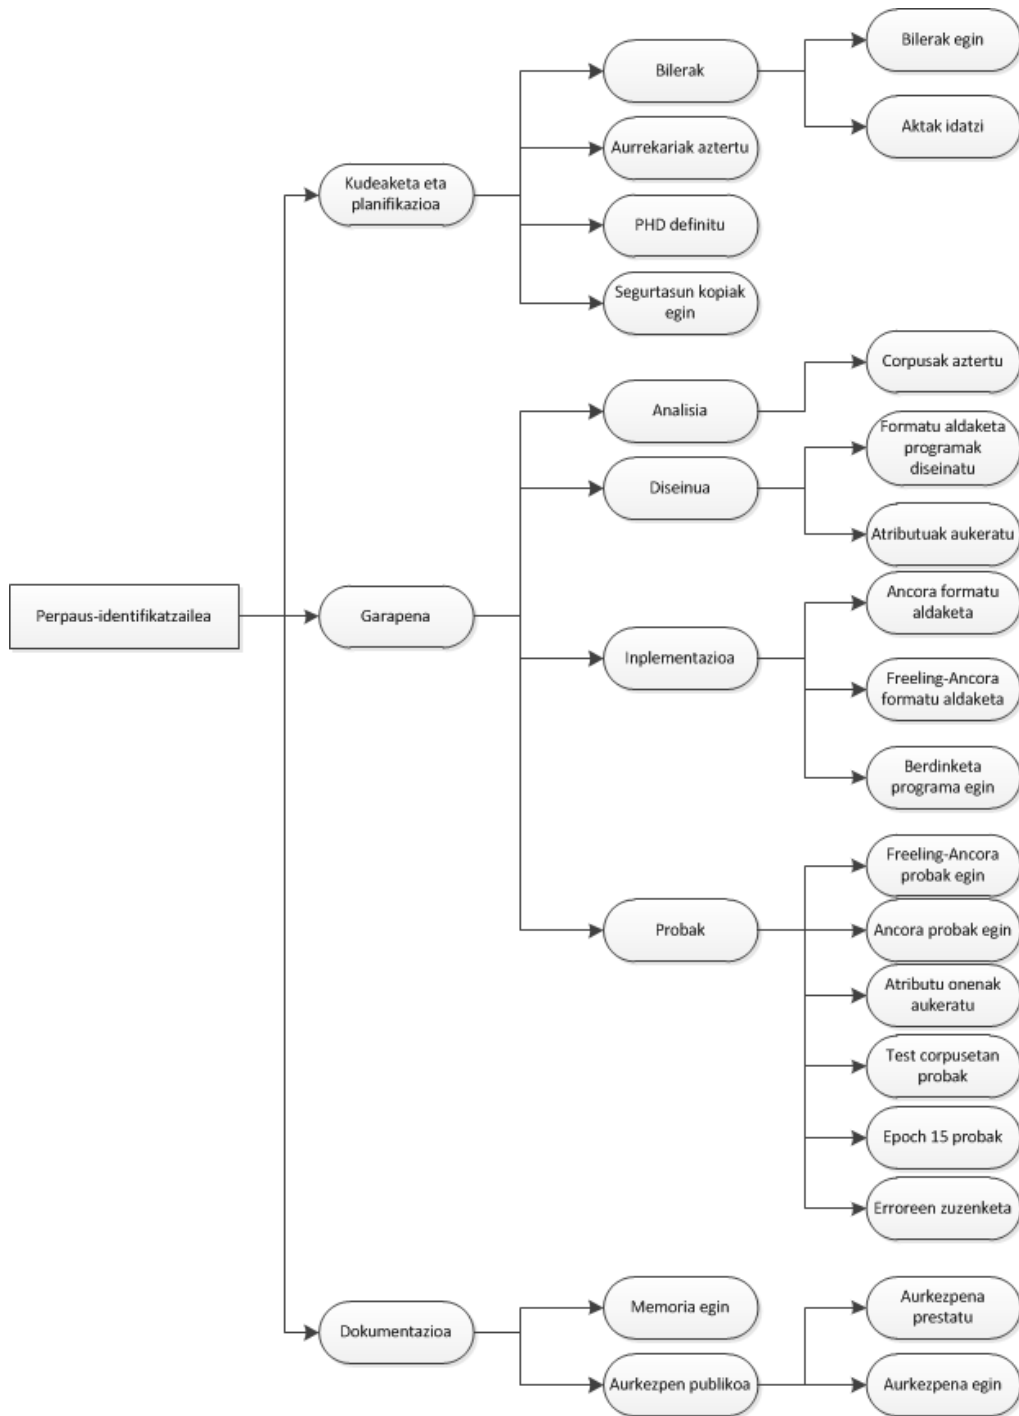 Bilerak egin
Bilerak
Aktak idatzi
Aurrekariak aztertu
Kudeaketa eta
planifikazioa
PHD definitu
Segurtasun kopiak
egin
Corpusak aztertu
Analisia
Formatu aldaketa
programak
diseinatu
Diseinua
Atributuak aukeratu
Perpaus-identifikatzailea
Garapena
Ancora formatu
aldaketa
Inplementazioa
Freeling-Ancora
formatu aldaketa
Berdinketa
programa egin
Freeling-Ancora
probak egin
Probak
Ancora probak egin
Atributu onenak
aukeratu
Test corpusetan
probak
Epoch 15 probak
Erroreen zuzenketa
Dokumentazioa
Memoria egin
Aurkezpena
prestatu
Aurkezpen publikoa
Aurkezpena egin